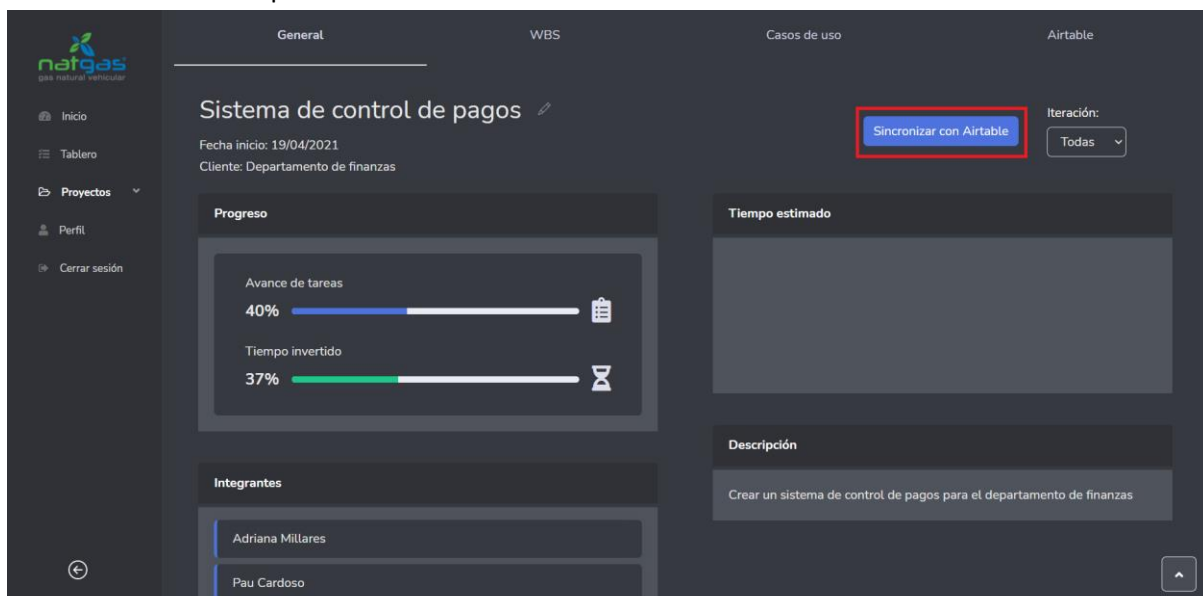 natgas
gas natural vehicular
Inicio
Tablero
Proyectos
Perfil
Cerrar sesión
General
WBS
Casos de uso
Airtable
Sistema de control de pagos
Fecha inicio: 19/04/2021
Cliente: Departamento de finanzas
Sincronizar con Airtable
Iteración:
Todas
Progreso
Avance de tareas
40%
Tiempo invertido
37%
Tiempo estimado
Descripción
Crear un sistema de control de pagos para el departamento de finanzas
Integrantes
Adriana Millares
Pau Cardoso